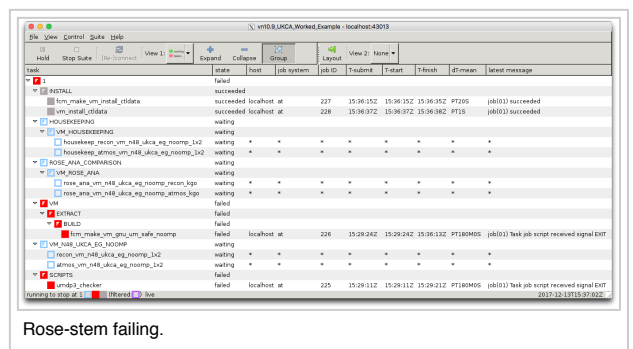 vn10.9_UKCA_Worked_Example - localhost:43013
File View Control Suite Help
Hold Stop Suite (Re-)connect View 1: Expand Collapse Group Layout View 2: None
task state host job system job ID T-submit T-start T-finish dT-mean latest message
F 1 failed
F INSTALL succeeded
fcm_make_vm_install_ctldata succeeded localhost at 227 15:36:15Z 15:36:15Z 15:36:35Z PT20S job(01) succeeded
vm_install_ctldata succeeded localhost at 228 15:36:37Z 15:36:37Z 15:36:38Z PT1S job(01) succeeded
HOUSEKEEPING waiting
VM_HOUSEKEEPING waiting
housekeep_recon_vm_n48_ukca_eg_noomp_1x2 waiting * * * * * * * *
housekeep_atmos_vm_n48_ukca_eg_noomp_1x2 waiting * * * * * * * *
ROSE_ANA_COMPARISON waiting
VM_ROSE_ANA waiting
rose_ana_vm_n48_ukca_eg_noomp_recon_kgo waiting * * * * * * * *
rose_ana_vm_n48_ukca_eg_noomp_atmos_kgo waiting * * * * * * * *
F VM failed
F EXTRACT failed
F BUILD failed
fcm_make_vm_gnu_um_safe_noomp failed localhost at 226 15:29:24Z 15:29:24Z 15:36:13Z PT180M0S job(01) Task job script received signal EXIT
VM_N48_UKCA_EG_NOOMP waiting
recon_vm_n48_ukca_eg_noomp_1x2 waiting * * * * * * * *
atmos_vm_n48_ukca_eg_noomp_1x2 waiting * * * * * * * *
F SCRIPTS failed
umdp3_checker failed localhost at 225 15:29:11Z 15:29:11Z 15:29:21Z PT180M0S job(01) Task job script received signal EXIT
running to stop at 1 (filtered ) live 2017-12-13T15:37:02Z
Rose-stem failing.